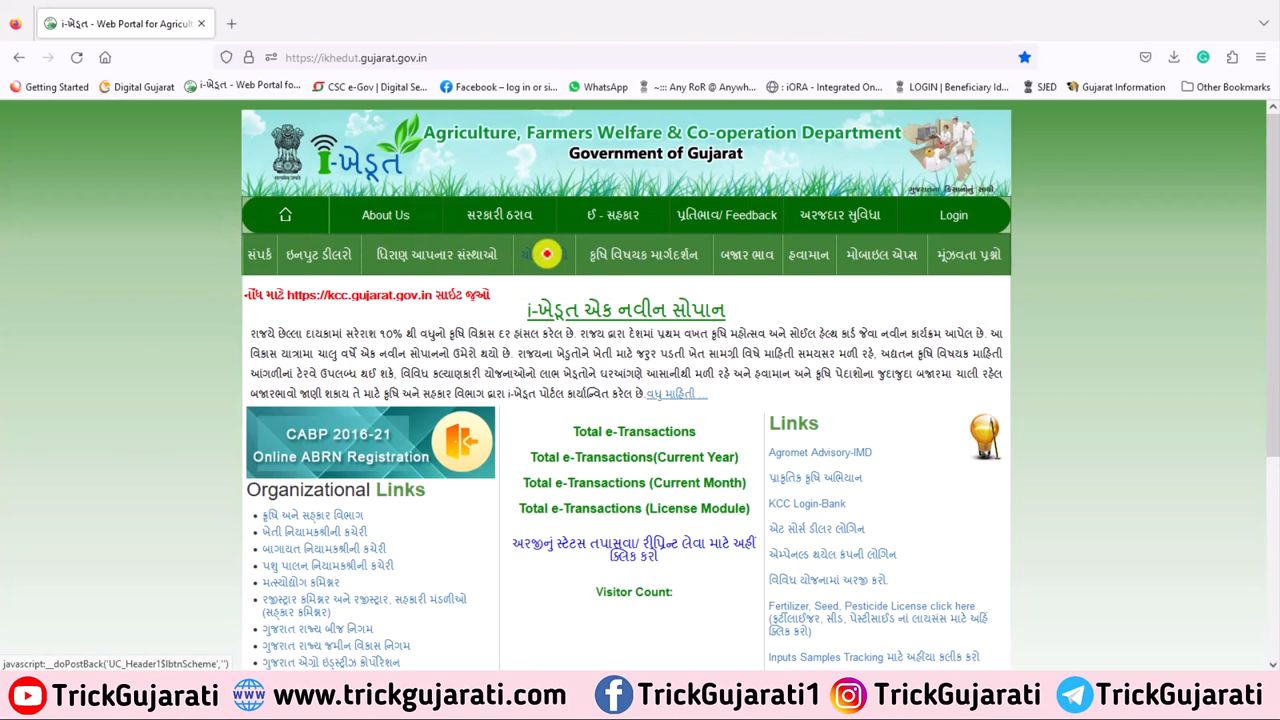 i-ખેડૂત - Web Portal for Agricult
https://ikhedut.gujarat.gov.in
Getting Started
Digital Gujarat
i-ખેડૂત - Web Portal fo...
CSC e-Gov | Digital Se...
Facebook – log in or si...
WhatsApp
~::: Any RoR @ Anywh...
: iORA - Integrated On...
LOGIN | Beneficiary Id...
SJED
Gujarat Information
Other Bookmarks
i-ખેડૂત
Agriculture, Farmers Welfare & Co-operation Department
Government of Gujarat
ગુજરાતના કિસાનોનું સાથી
About Us
સરકારી ઠરાવ
ઈ - સહકાર
પ્રતિભાવ/ Feedback
અરજદાર સુવિધા
Login
સંપર્ક
ઇનપુટ ડીલરો
ધિરાણ આપનાર સંસ્થાઓ
કૃષિ વિષયક માર્ગદર્શન
બજાર ભાવ
હવામાન
મોબાઇલ એપ્સ
મૂંઝવતા પ્રશ્નો
નોંધ માટે https://kcc.gujarat.gov.in સાઇટ જુઓ
i-ખેડૂત એક નવીન સોપાન
રાજયે છેલ્લા દાયકામાં સરેરાશ ૧૦% થી વધુનો કૃષિ વિકાસ દર હાંસલ કરેલ છે. રાજય દ્વારા દેશમાં પ્રથમ વખત કૃષિ મહોત્સવ અને સોઈલ હેલ્થ કાર્ડ જેવા નવીન કાર્યક્રમ આપેલ છે. આ
વિકાસ યાત્રામા ચાલુ વર્ષે એક નવીન સોપાનનો ઉમેરો થયો છે. રાજયના ખેડુતોને ખેતી માટે જરુર પડતી ખેત સામગ્રી વિષે માહિતી સમયસર મળી રહે, અદ્યતન કૃષિ વિષયક માહિતી
આંગળીનાં ટેરવે ઉપલબ્ધ થઈ શકે, વિવિધ કલ્યાણકારી યોજનાઓનો લાભ ખેડુતોને ઘરઆંગણે આસાનીથી મળી રહે અને હવામાન અને કૃષિ પેદાશોના જુદાજુદા બજારમા ચાલી રહેલ
બજારભાવો જાણી શકાય તે માટે કૃષિ અને સહકાર વિભાગ દ્વારા i-ખેડૂત પોર્ટલ કાર્યાન્વિત કરેલ છે.વધુ માહિતી ...
CABP 2016-21
Online ABRN Registration
Organizational Links
કૃષિ અને સહકાર વિભાગ
ખેતી નિયામકશ્રીની કચેરી
બાગાયત નિયામકશ્રીની કચેરી
પશુ પાલન નિયામકશ્રીની કચેરી
મત્સ્યોદ્યોગ કમિશ્નર
રજીસ્ટ્રાર કમિશ્નર અને રજીસ્ટ્રાર, સહકારી મંડળીઓ
(સહકાર કમિશ્નર)
ગુજરાત રાજ્ય બીજ નિગમ
ગુજરાત રાજ્ય જમીન વિકાસ નિગમ
ગુજરાત એગ્રો ઇંડસ્ટ્રીઝ કોર્પોરેશન
Total e-Transactions
Total e-Transactions(Current Year)
Total e-Transactions (Current Month)
Total e-Transactions (License Module)
અરજીનું સ્ટેટસ તપાસવા/ રીપ્રિન્ટ લેવા માટે અહીં
ક્લિક કરો
Visitor Count:
Links
Agromet Advisory-IMD
પ્રાકૃતિક કૃષિ અભિયાન
KCC Login-Bank
એટ સોર્સ ડીલર લોગિન
એમ્પેનલ્ડ થયેલ કંપની લોગિન
વિવિધ યોજનામાં અરજી કરો.
Fertilizer, Seed, Pesticide License click here
(ફર્ટીલાઈજર, સીડ, પેસ્ટીસાઈડ નાં લાયસંસ માટે અહિં
ક્લિક કરો)
Inputs Samples Tracking માટે અહીંયા કલીક કરો
javascript:__doPostBack('UC_Header1$lbtnScheme','')
TrickGujarati
www.trickgujarati.com
TrickGujarati1
TrickGujarati
TrickGujarati